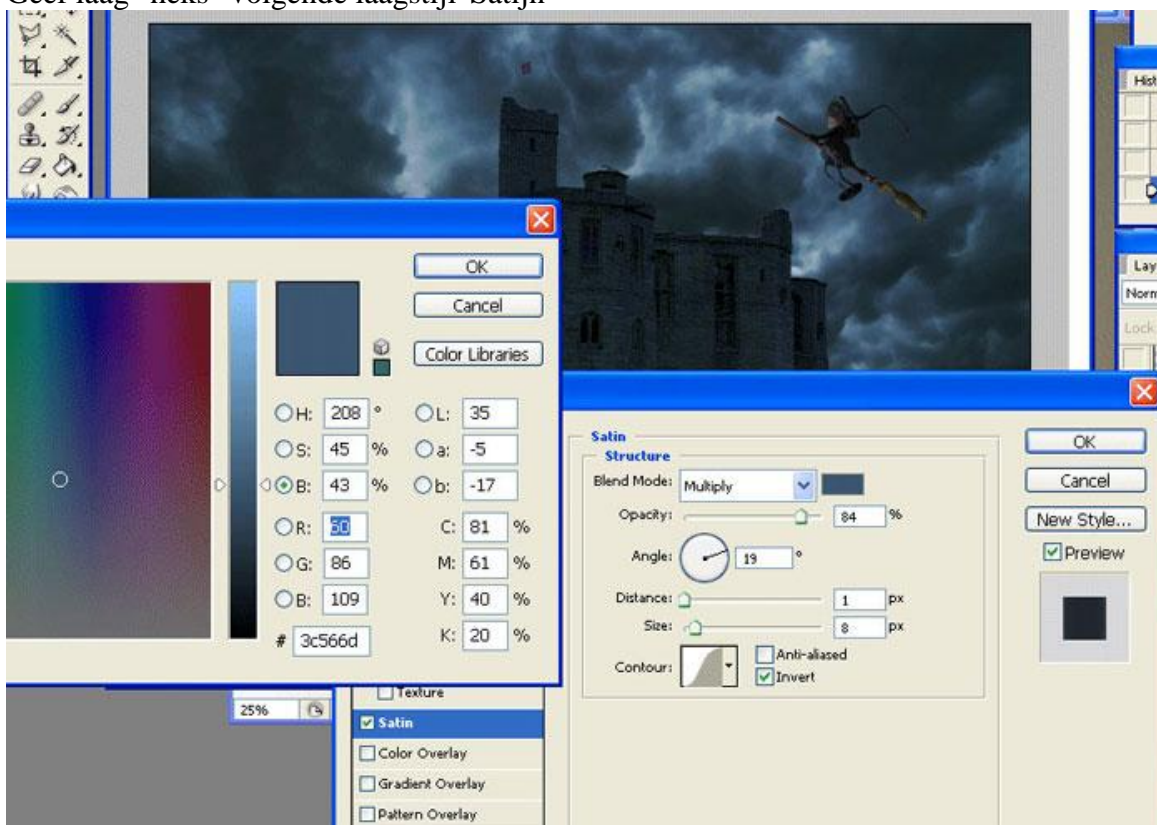 Geef laag "heks" volgende laagstijl Satijn
Hist
OK
Cancel
Color Libraries
H: 208 °
L: 35
S: 45 %
a: -5
B: 43 %
b: -17
R: 60
C: 81 %
G: 86
M: 61 %
B: 109
Y: 40 %
# 3c566d
K: 20 %
Lay
Norm
Lock:
Satin
Structure
Blend Mode: Multiply
Opacity: 84 %
Angle: 19 °
Distance: 1 px
Size: 8 px
Contour:
Anti-aliased
Invert
OK
Cancel
New Style...
Preview
25%
Texture
Satin
Color Overlay
Gradient Overlay
Pattern Overlay